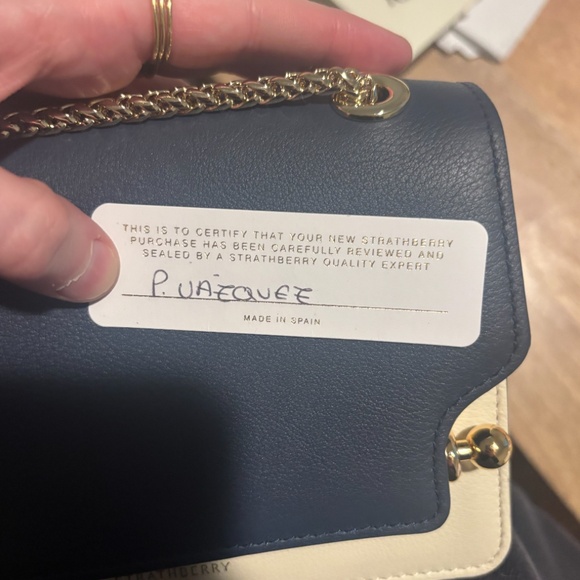 THIS IS TO CERTIFY THAT YOUR NEW STRATHBERRY
PURCHASE HAS BEEN CAREFULLY REVIEWED AND
SEALED BY A STRATHBERRY QUALITY EXPERT
P. VAZQUEZ
MADE IN SPAIN
STRATHBERRY